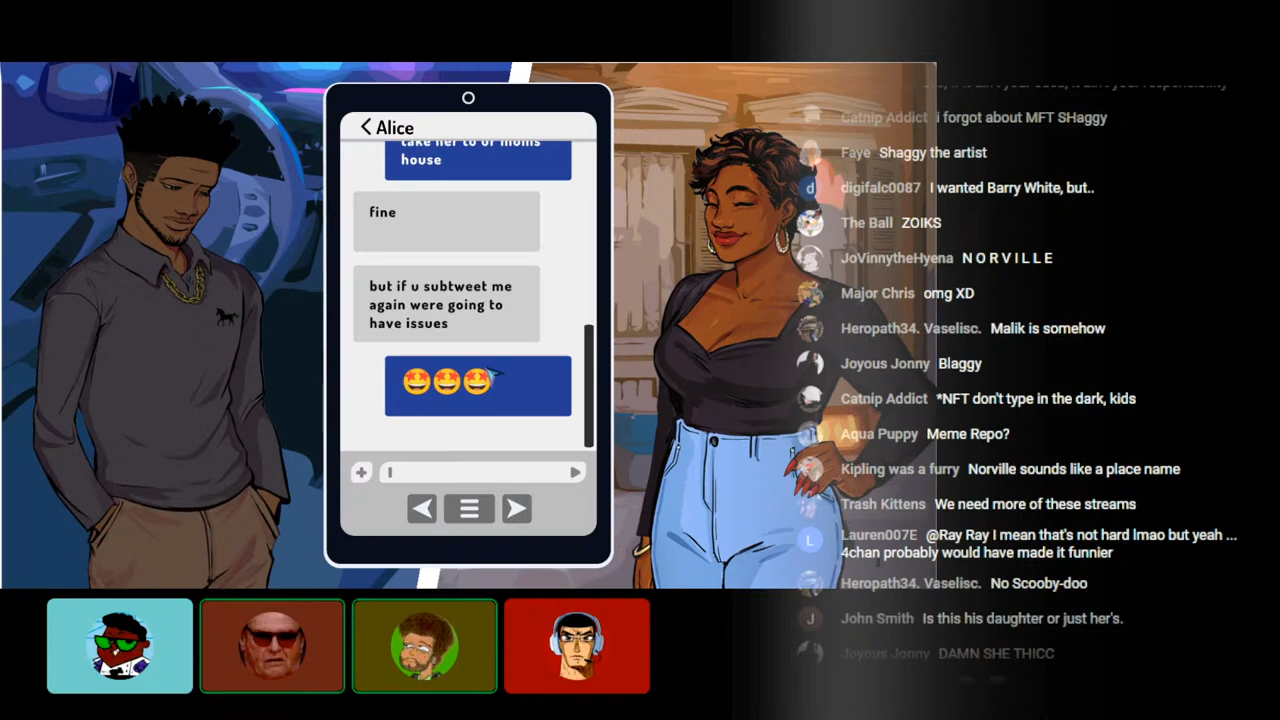 Alice
take her to ur moms
house
fine
but if u subtweet me
again were going to
have issues
🤩🤩🤩
Catnip Addict i forgot about MFT SHaggy
Faye Shaggy the artist
digifalc0087 I wanted Barry White, but..
The Ball ZOIKS
JoVinnytheHyena N O R V I L L E
Major Chris omg XD
Heropath34. Vaselisc. Malik is somehow
Joyous Jonny Blaggy
Catnip Addict *NFT don't type in the dark, kids
Aqua Puppy Meme Repo?
Kipling was a furry Norville sounds like a place name
Trash Kittens We need more of these streams
L Lauren007E @Ray Ray I mean that's not hard lmao but yeah ...
4chan probably would have made it funnier
Heropath34. Vaselisc. No Scooby-doo
J John Smith Is this his daughter or just her's.
Joyous Jonny DAMN SHE THICC